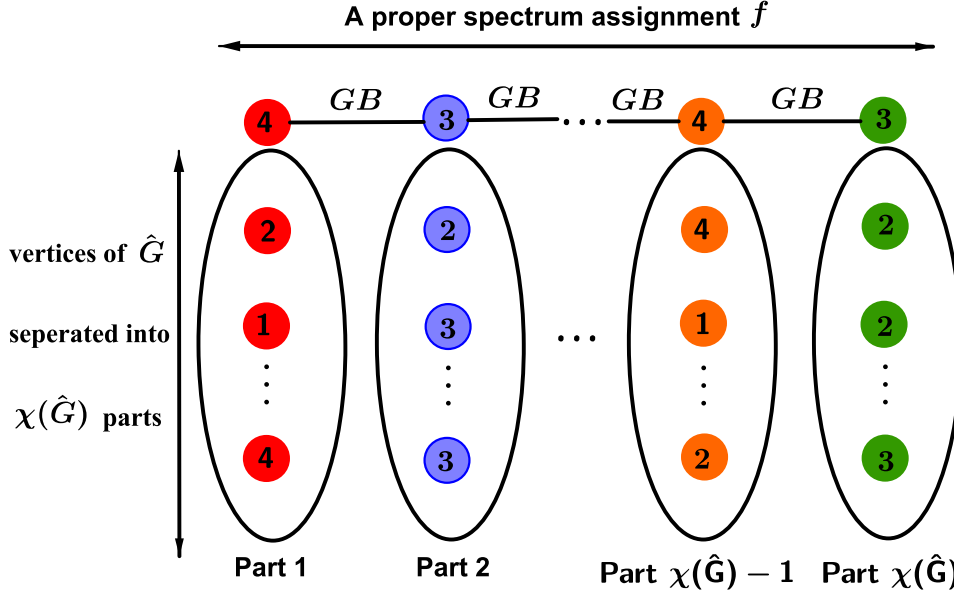 A proper spectrum assignment f
GB GB GB GB
4 3 ... 4 3
2 2 4 2
vertices of Ĝ
1 3 1 2
seperated into
...
χ(Ĝ) parts
4 3 2 3
Part 1 Part 2 Part χ(Ĝ) − 1 Part χ(Ĝ)